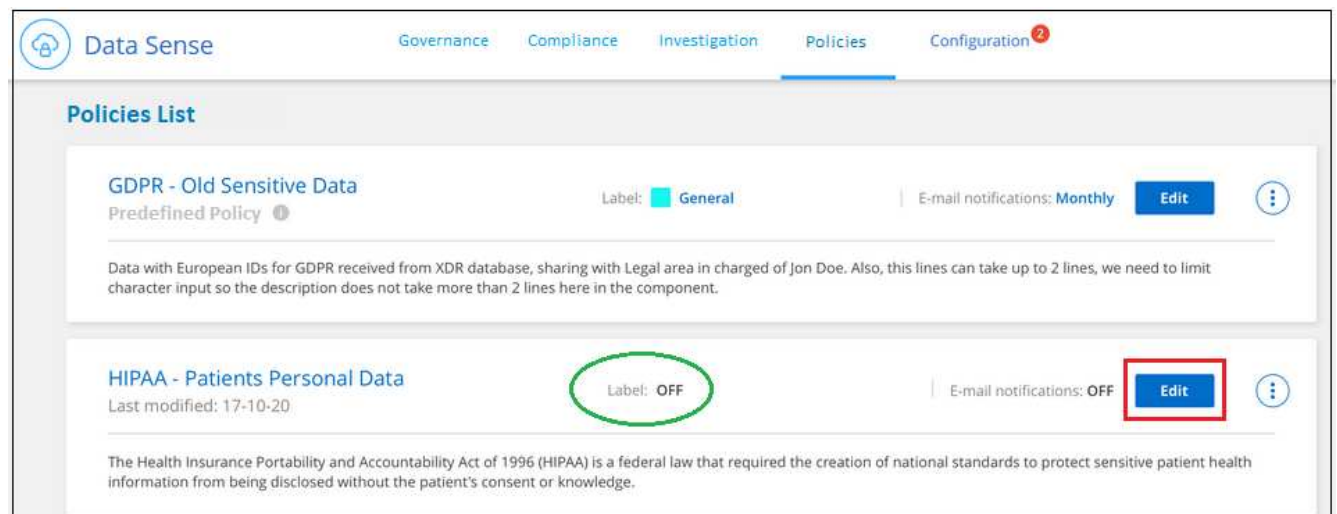 Data Sense Governance Compliance Investigation Policies Configuration 2
Policies List
GDPR - Old Sensitive Data Label: General E-mail notifications: Monthly Edit
Predefined Policy i
Data with European IDs for GDPR received from XDR database, sharing with Legal area in charged of Jon Doe. Also, this lines can take up to 2 lines, we need to limit
character input so the description does not take more than 2 lines here in the component.
HIPAA - Patients Personal Data Label: OFF E-mail notifications: OFF Edit
Last modified: 17-10-20
The Health Insurance Portability and Accountability Act of 1996 (HIPAA) is a federal law that required the creation of national standards to protect sensitive patient health
information from being disclosed without the patient's consent or knowledge.